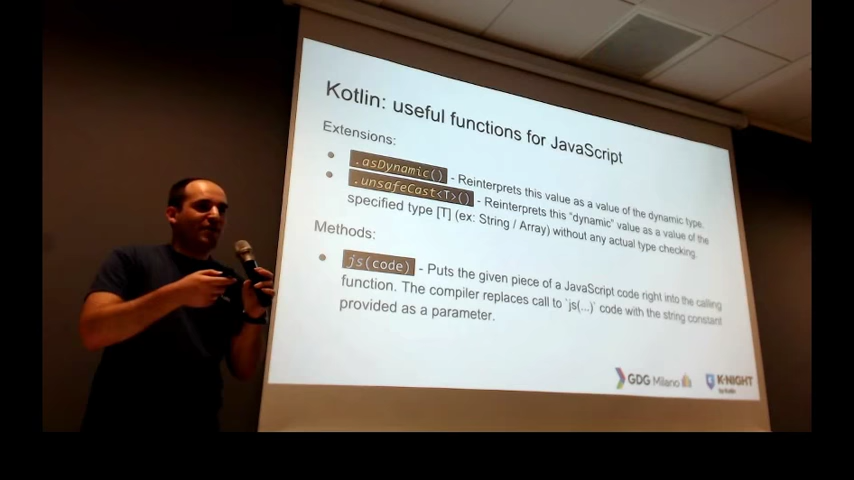 Kotlin: useful functions for JavaScript
Extensions:
.asDynamic() - Reinterprets this value as a value of the dynamic type.
.unsafeCast<T>() - Reinterprets this "dynamic" value as a value of the
specified type [T] (ex: String / Array) without any actual type checking.
Methods:
js(code) - Puts the given piece of a JavaScript code right into the calling
function. The compiler replaces call to `js(...)` code with the string constant
provided as a parameter.
GDG Milano
K-NIGHT
by Kotlin